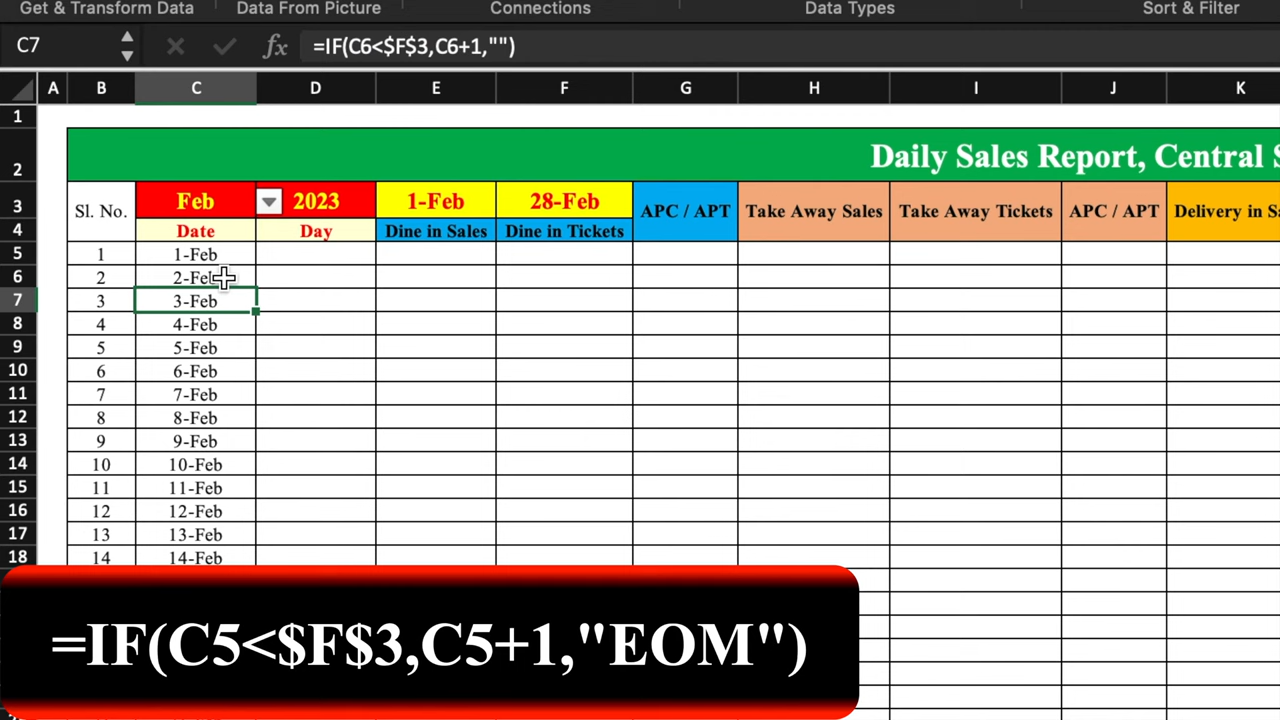 Get & Transform Data Data From Picture Connections Data Types Sort & Filter
C7 fx =IF(C6<$F$3,C6+1,"")
A B C D E F G H I J K
1
2 Daily Sales Report, Central S
3 Sl. No. Feb 2023 1-Feb 28-Feb APC / APT Take Away Sales Take Away Tickets APC / APT Delivery in Sa
4 Date Day Dine in Sales Dine in Tickets
5 1 1-Feb
6 2 2-Feb
7 3 3-Feb
8 4 4-Feb
9 5 5-Feb
10 6 6-Feb
11 7 7-Feb
12 8 8-Feb
13 9 9-Feb
14 10 10-Feb
15 11 11-Feb
16 12 12-Feb
17 13 13-Feb
18 14 14-Feb
=IF(C5<$F$3,C5+1,"EOM")